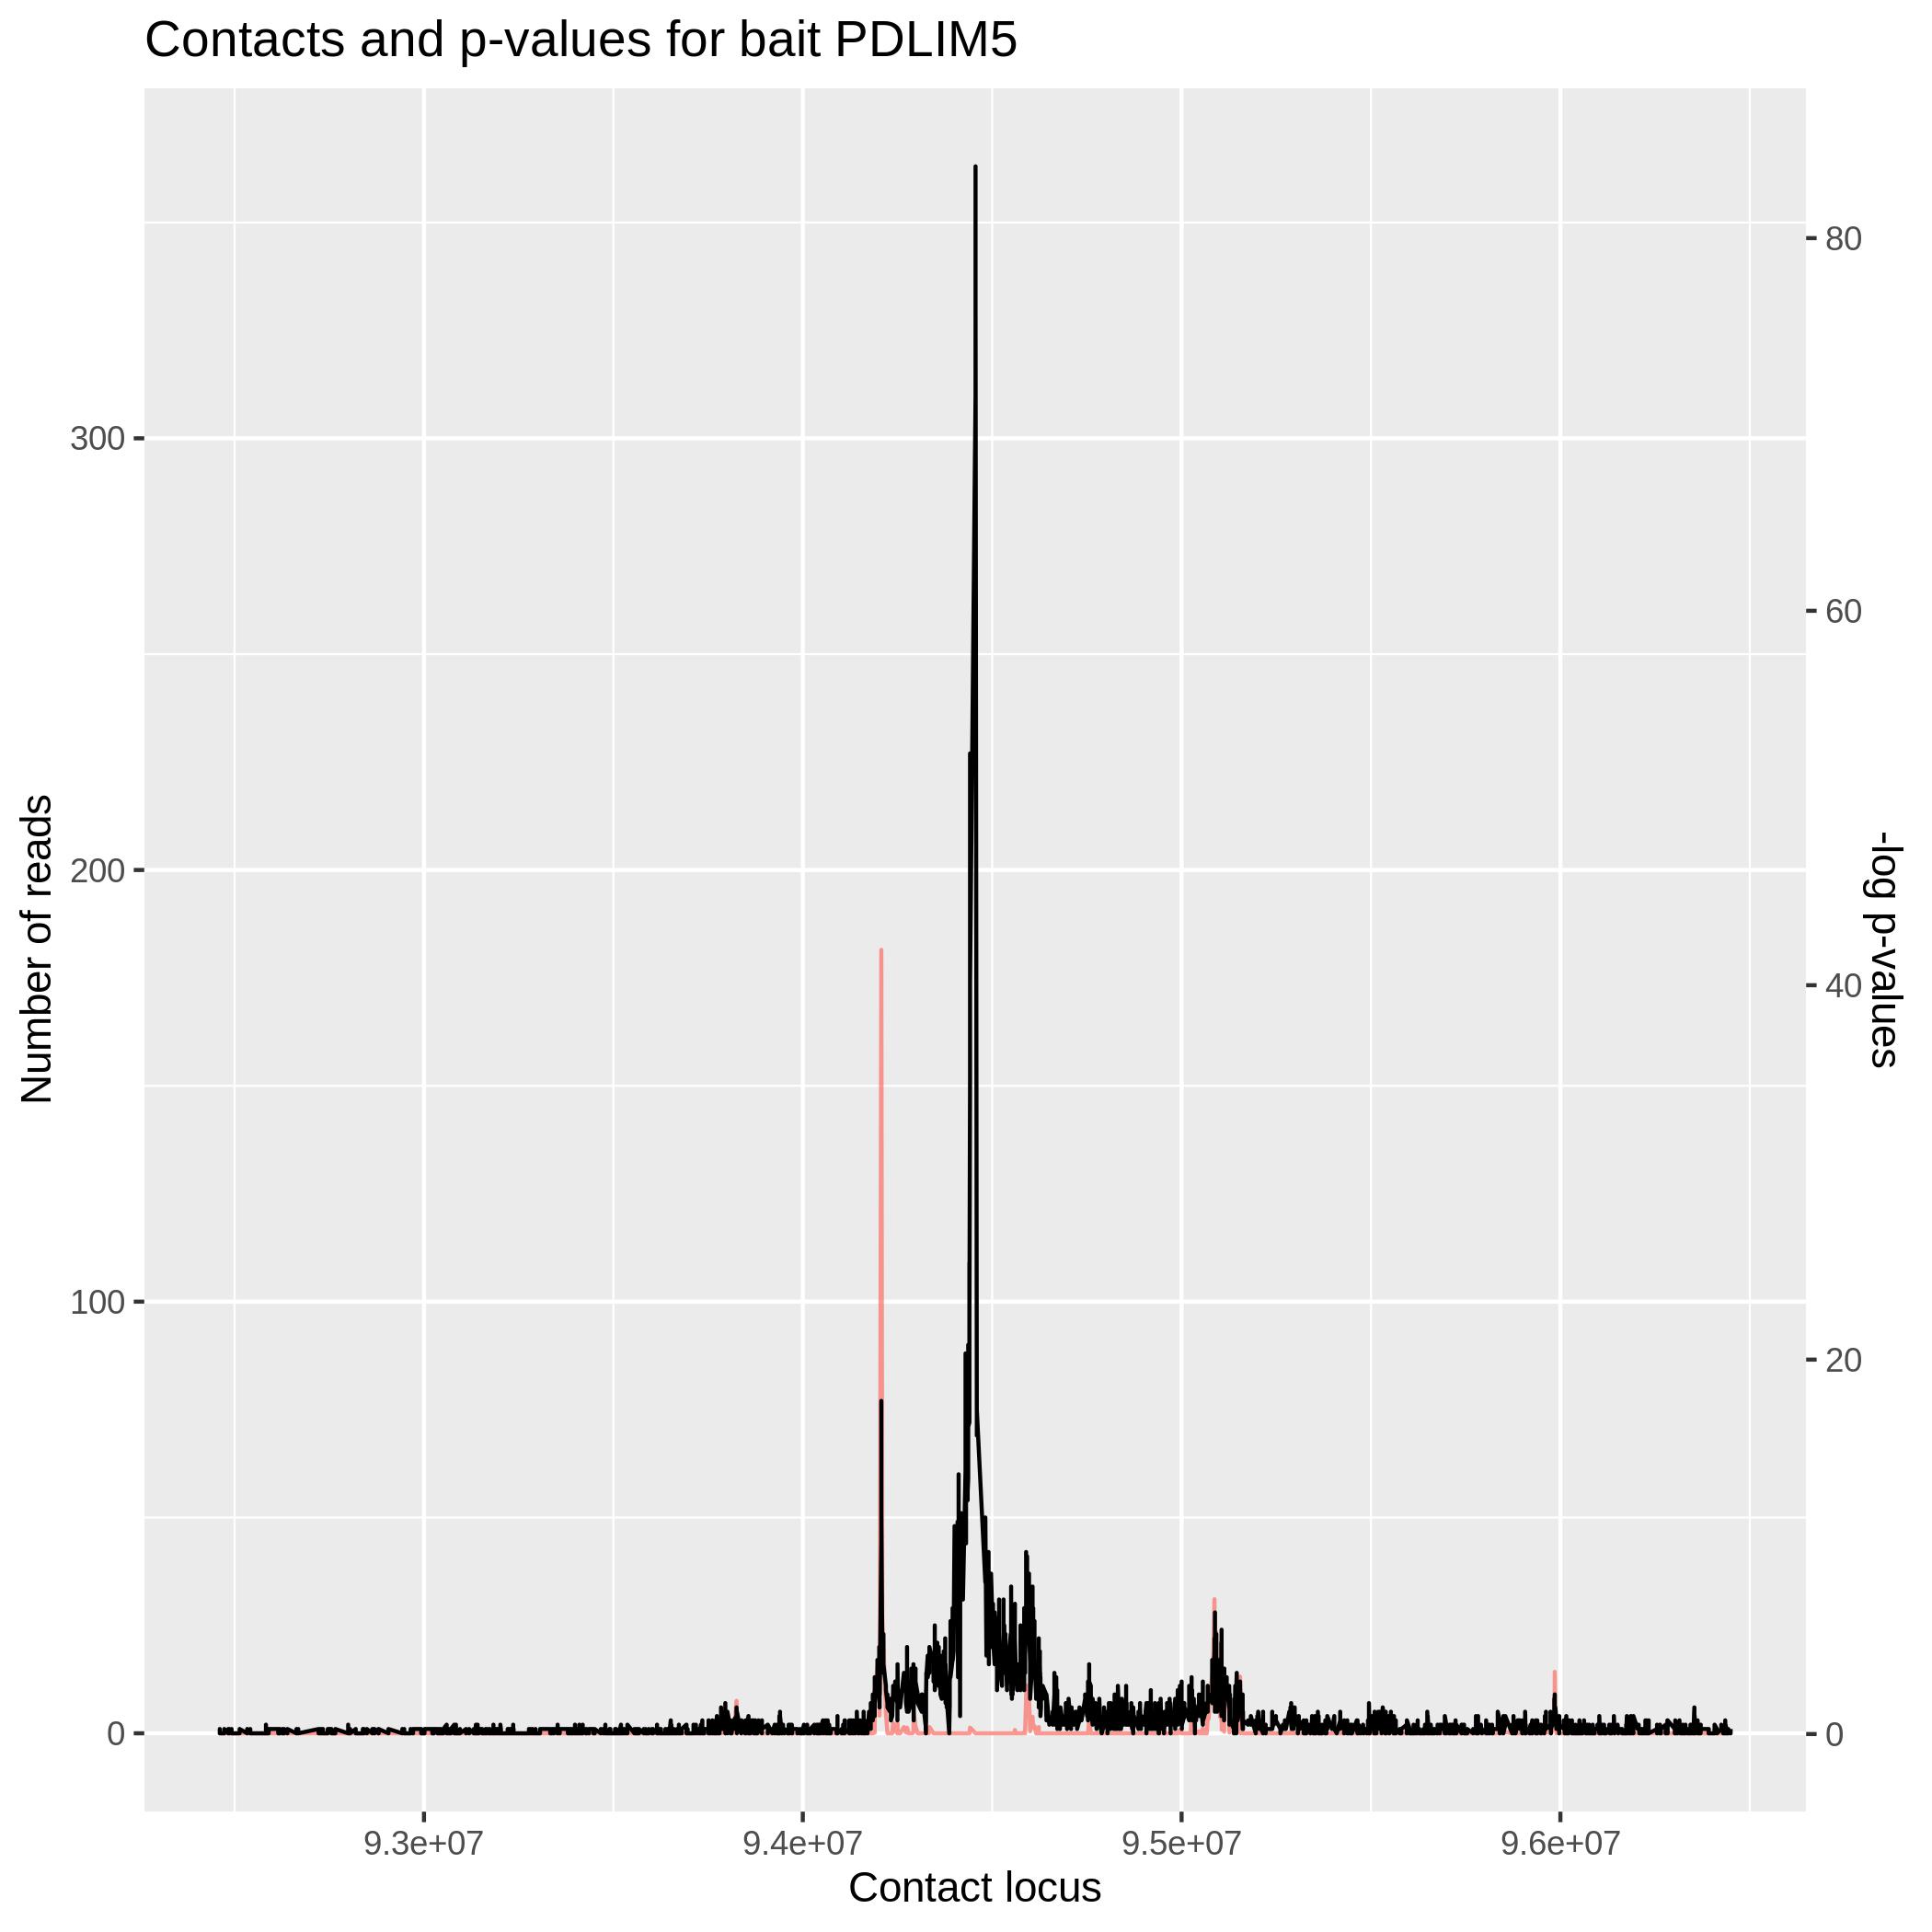 Contacts and p-values for bait PDLIM5
Number of reads
300
200
100
0
80
60
40
20
0
-log p-values
9.3e+07 9.4e+07 9.5e+07 9.6e+07
Contact locus